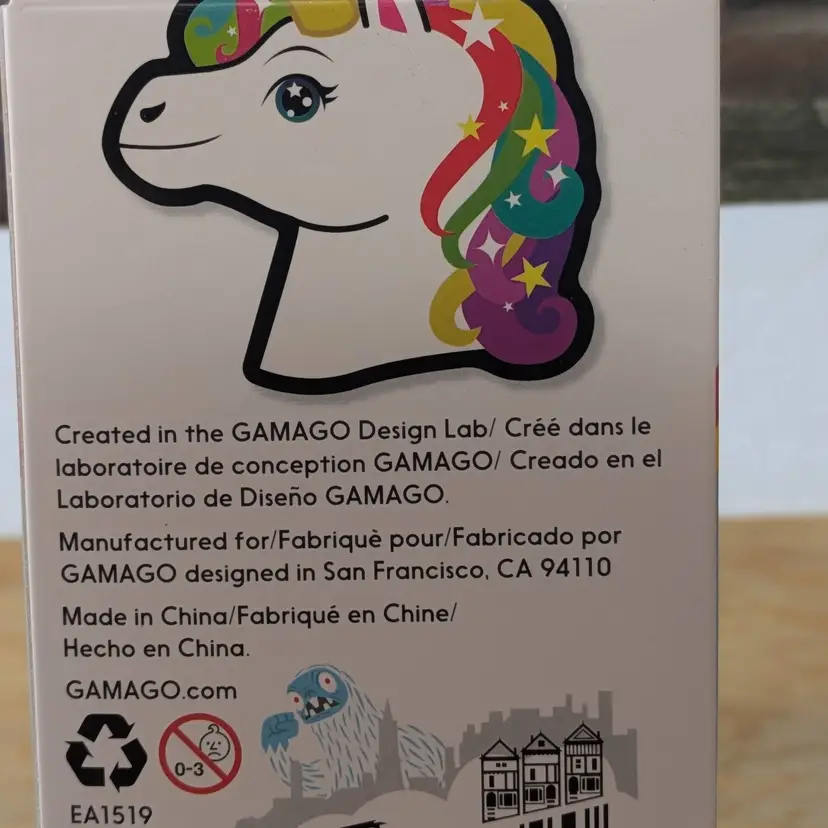 Created in the GAMAGO Design Lab/ Créé dans le
laboratoire de conception GAMAGO/ Creado en el
Laboratorio de Diseño GAMAGO.
Manufactured for/Fabriquè pour/Fabricado por
GAMAGO designed in San Francisco, CA 94110
Made in China/Fabriqué en Chine/
Hecho en China.
GAMAGO.com
0-3
EA1519